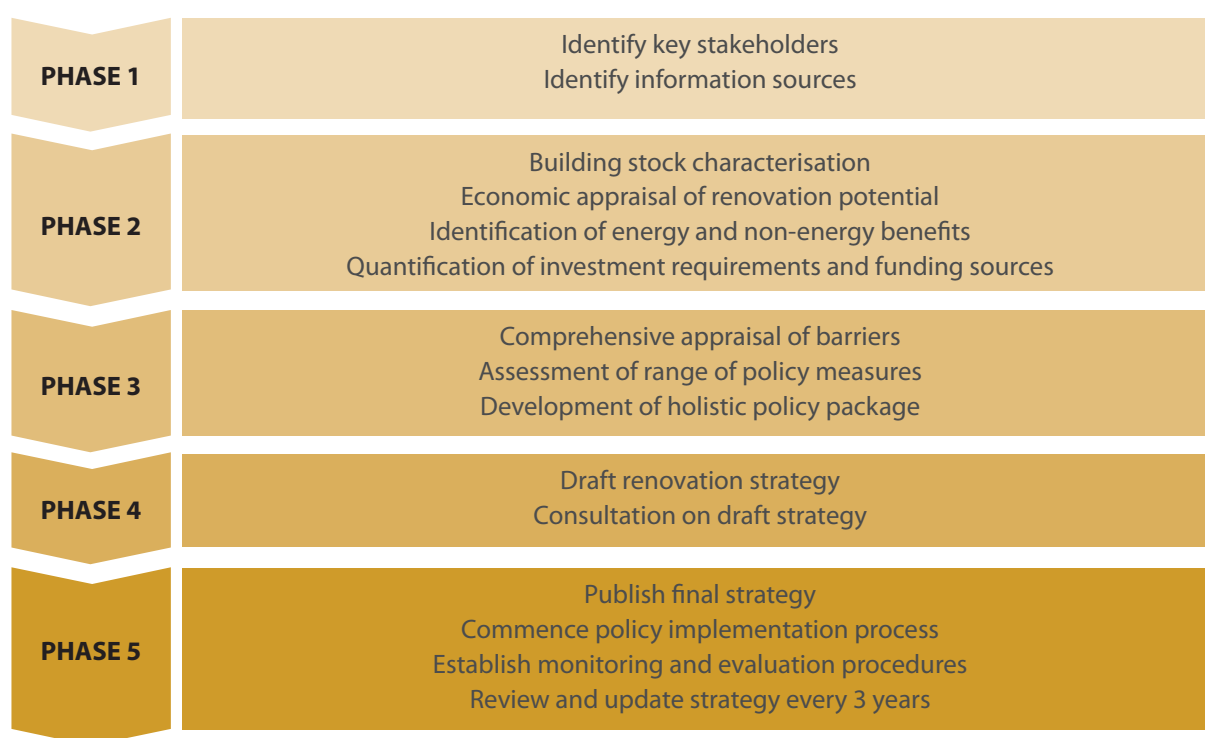 PHASE 1
Identify key stakeholders
Identify information sources
PHASE 2
Building stock characterisation
Economic appraisal of renovation potential
Identification of energy and non-energy benefits
Quantification of investment requirements and funding sources
PHASE 3
Comprehensive appraisal of barriers
Assessment of range of policy measures
Development of holistic policy package
PHASE 4
Draft renovation strategy
Consultation on draft strategy
PHASE 5
Publish final strategy
Commence policy implementation process
Establish monitoring and evaluation procedures
Review and update strategy every 3 years